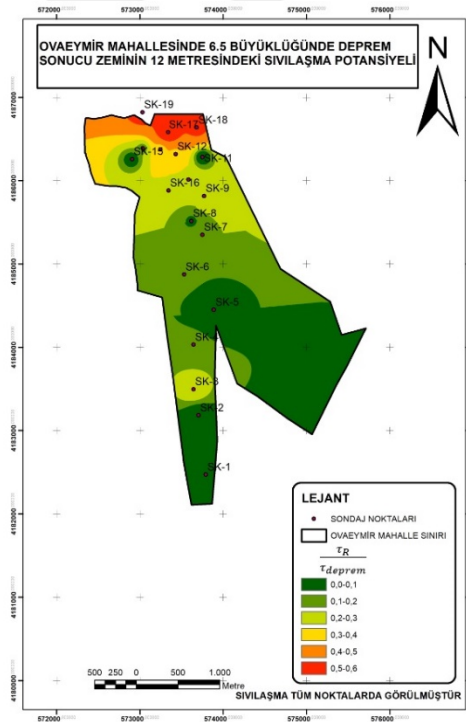 572000 573000 574000 575000 576000
OVAEYMİR MAHALLESİNDE 6.5 BÜYÜKLÜĞÜNDE DEPREM
SONUCU ZEMİNİN 12 METRESİNDEKİ SIVILAŞMA POTANSİYELİ
N
4187000
4186000
4185000
4184000
4183000
4182000
4181000
4180000
SK-19
SK-18
SK-17
SK-15
SK-12
SK-11
SK-16
SK-9
SK-8
SK-7
SK-6
SK-5
SK-4
SK-3
SK-2
SK-1
LEJANT
SONDAJ NOKTALARI
OVAEYMİR MAHALLE SINIRI
τR
τdeprem
0,0-0,1
0,1-0,2
0,2-0,3
0,3-0,4
0,4-0,5
0,5-0,6
500 250 0 500 1.000
Metre
SIVILAŞMA TÜM NOKTALARDA GÖRÜLMÜŞTÜR
572000 573000 574000 575000 576000